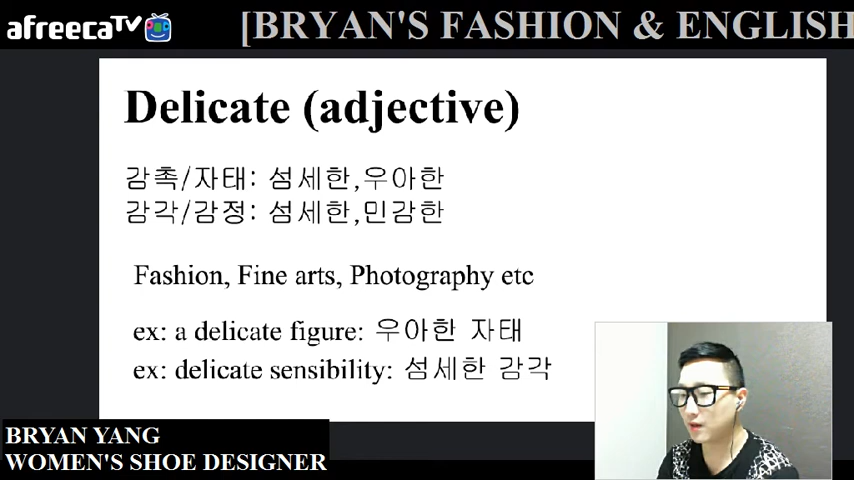 afreecaTV
[BRYAN'S FASHION & ENGLISH
Delicate (adjective)
감촉/자태: 섬세한,우아한
감각/감정: 섬세한,민감한
Fashion, Fine arts, Photography etc
ex: a delicate figure: 우아한 자태
ex: delicate sensibility: 섬세한 감각
BRYAN YANG
WOMEN'S SHOE DESIGNER